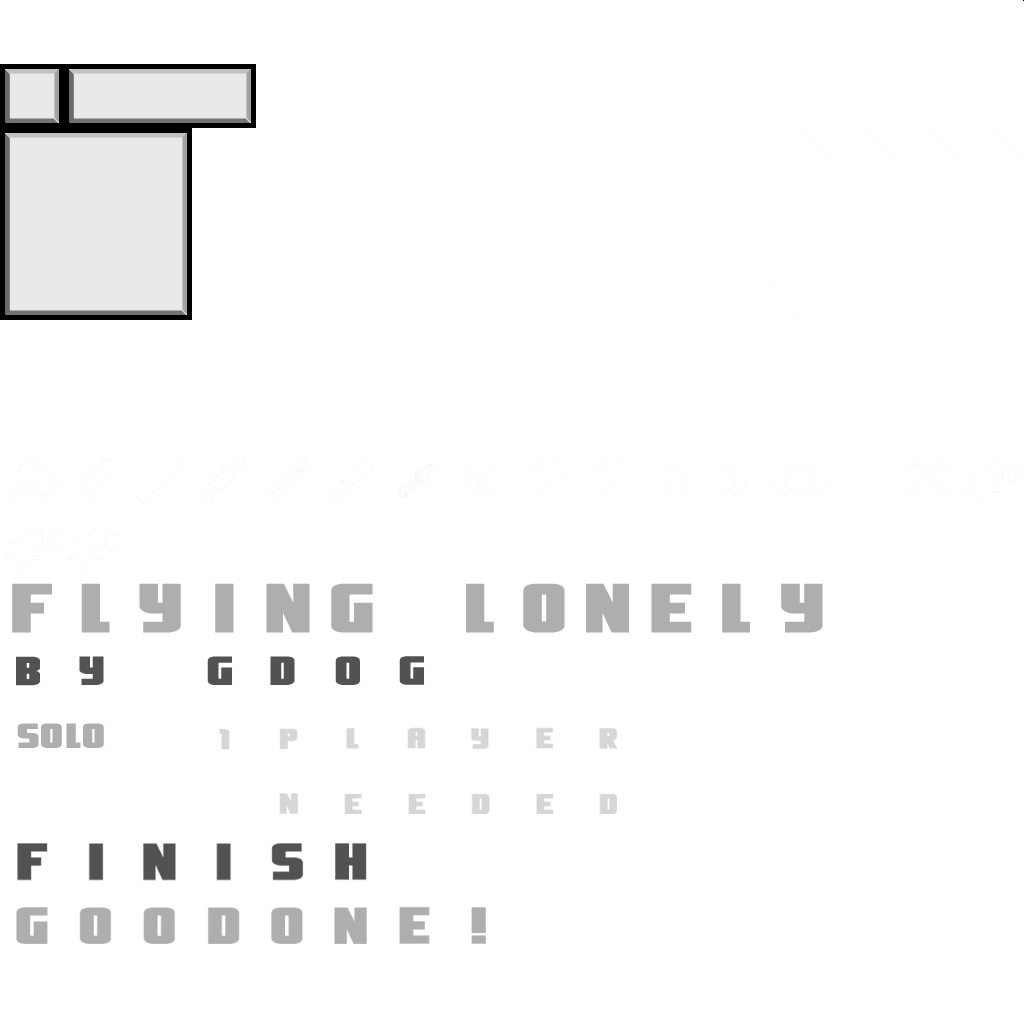 FLYING LONELY
BY GDOG
SOLO 1 PLAYER
NEEDED
FINISH
GOODONE!